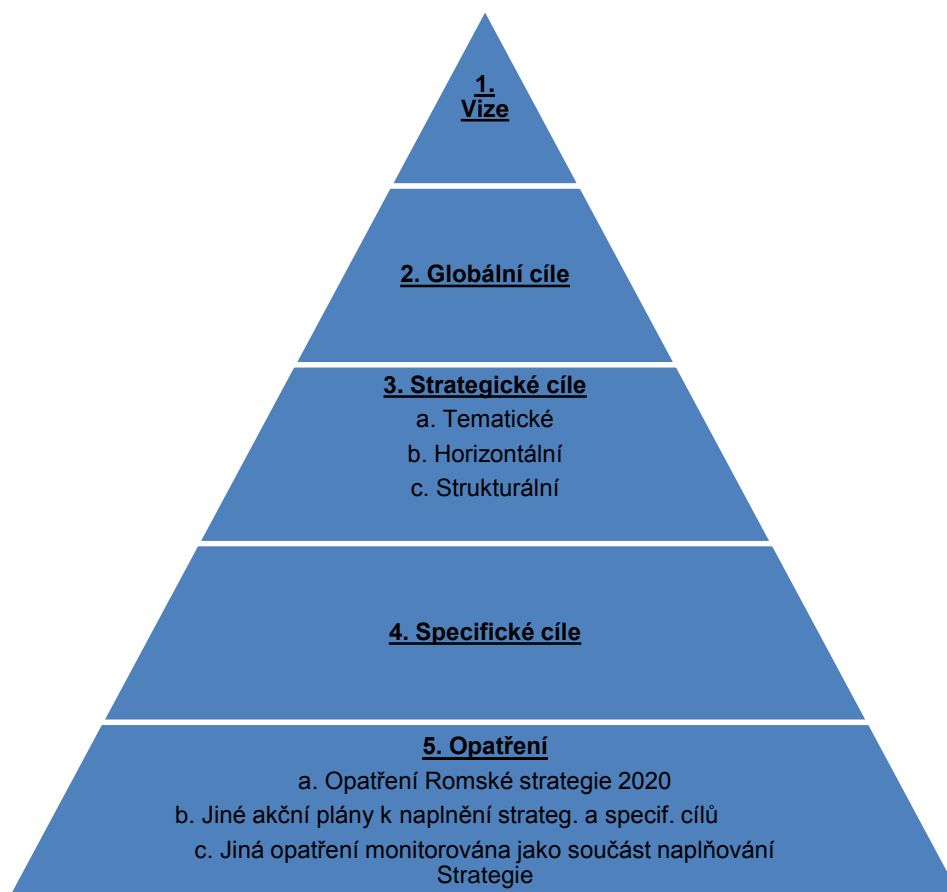 1.
Vize
2. Globální cíle
3. Strategické cíle
a. Tematické
b. Horizontální
c. Strukturální
4. Specifické cíle
5. Opatření
a. Opatření Romské strategie 2020
b. Jiné akční plány k naplnění strateg. a specif. cílů
c. Jiná opatření monitorována jako součást naplňování
Strategie